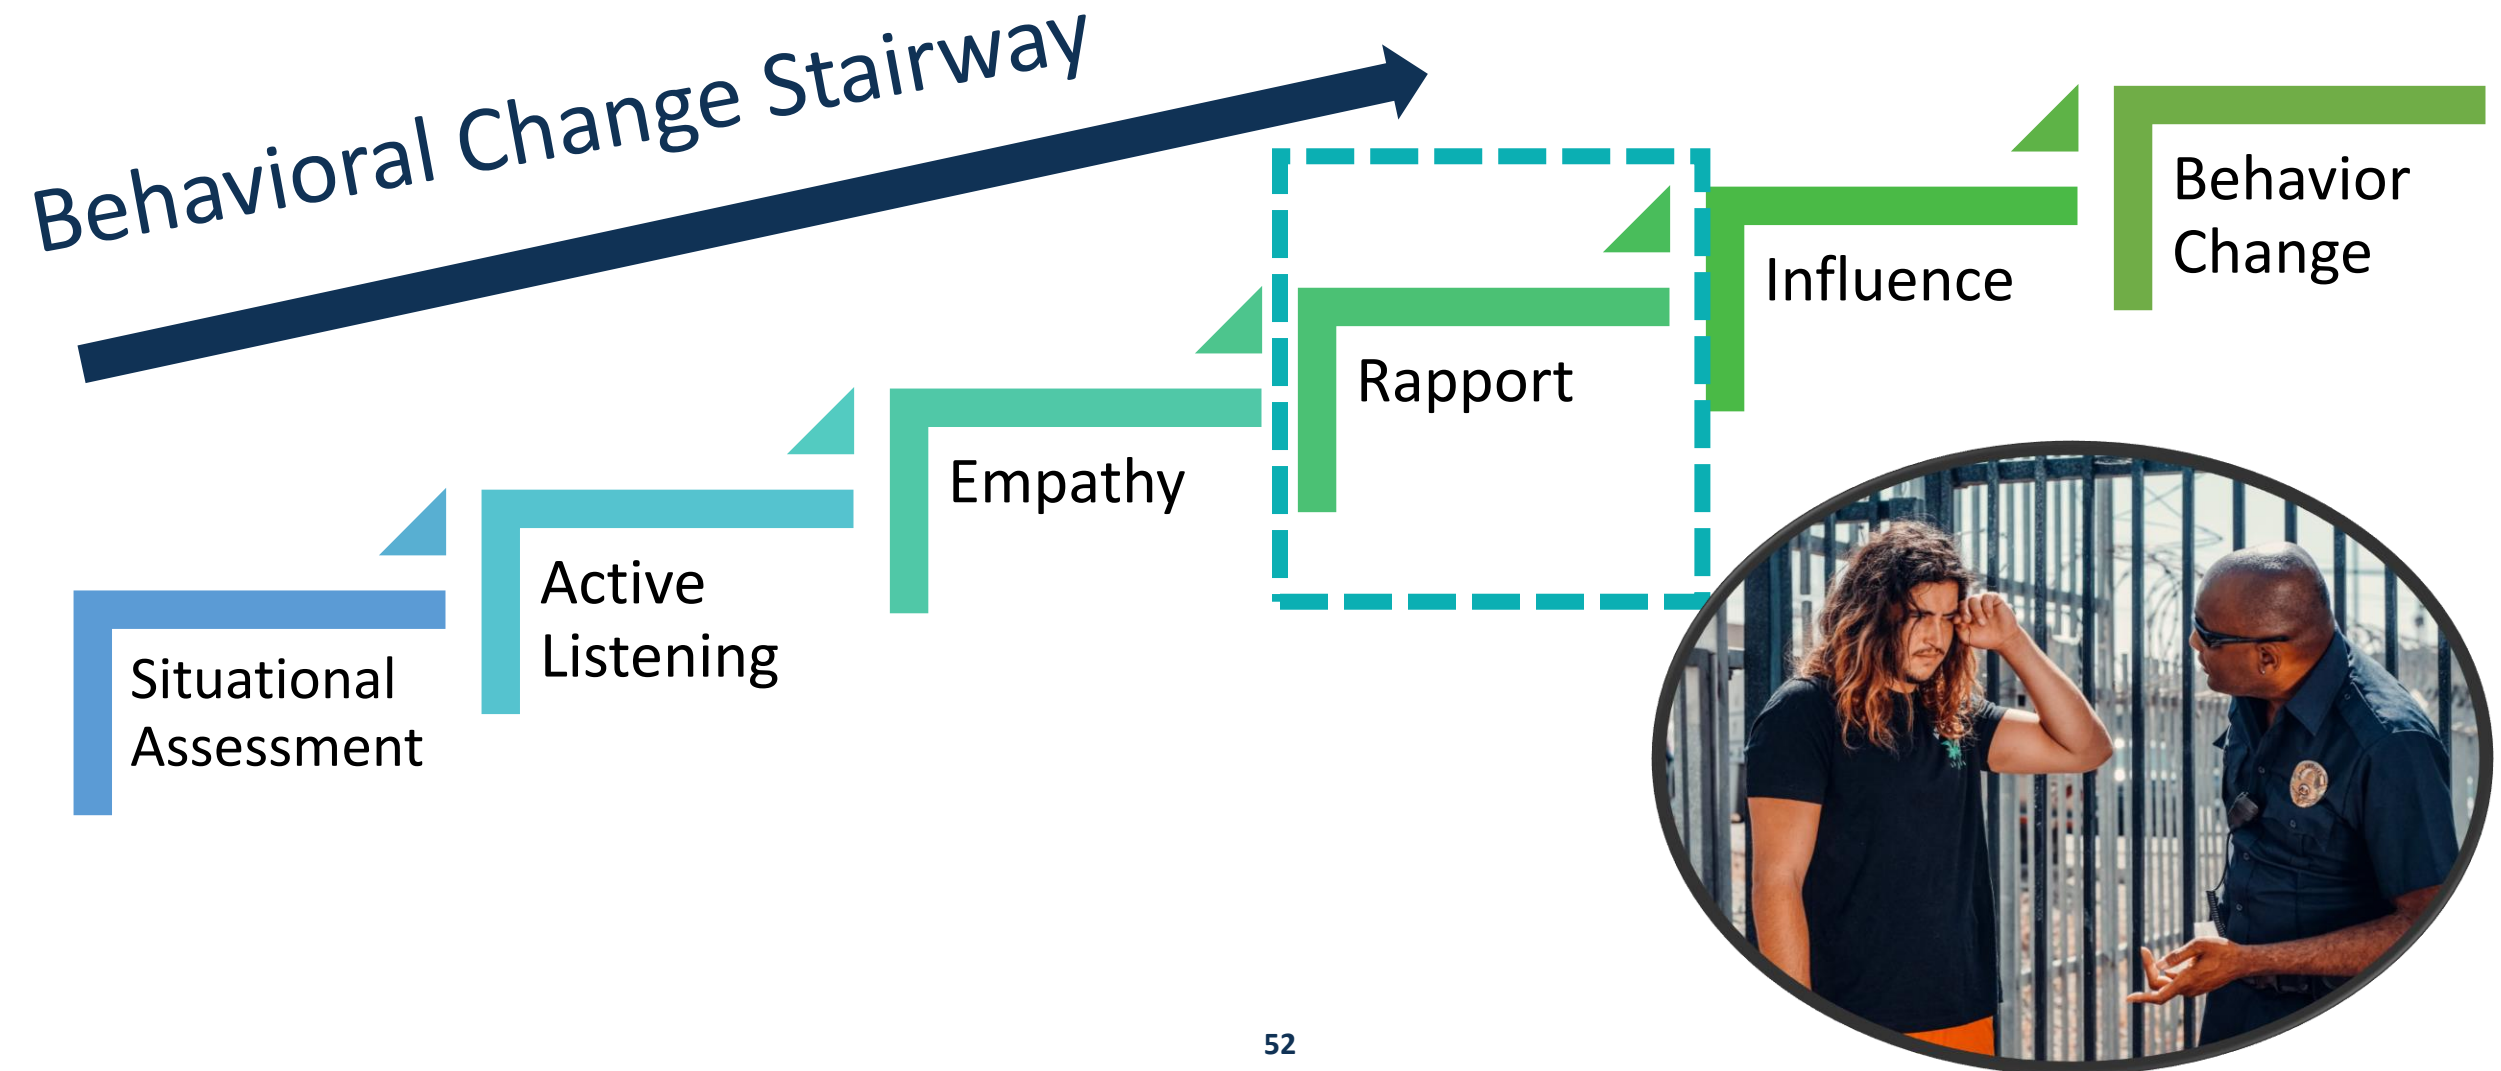 Behavioral Change Stairway
Situational
Assessment
Active
Listening
Empathy
Rapport
Influence
Behavior
Change
52